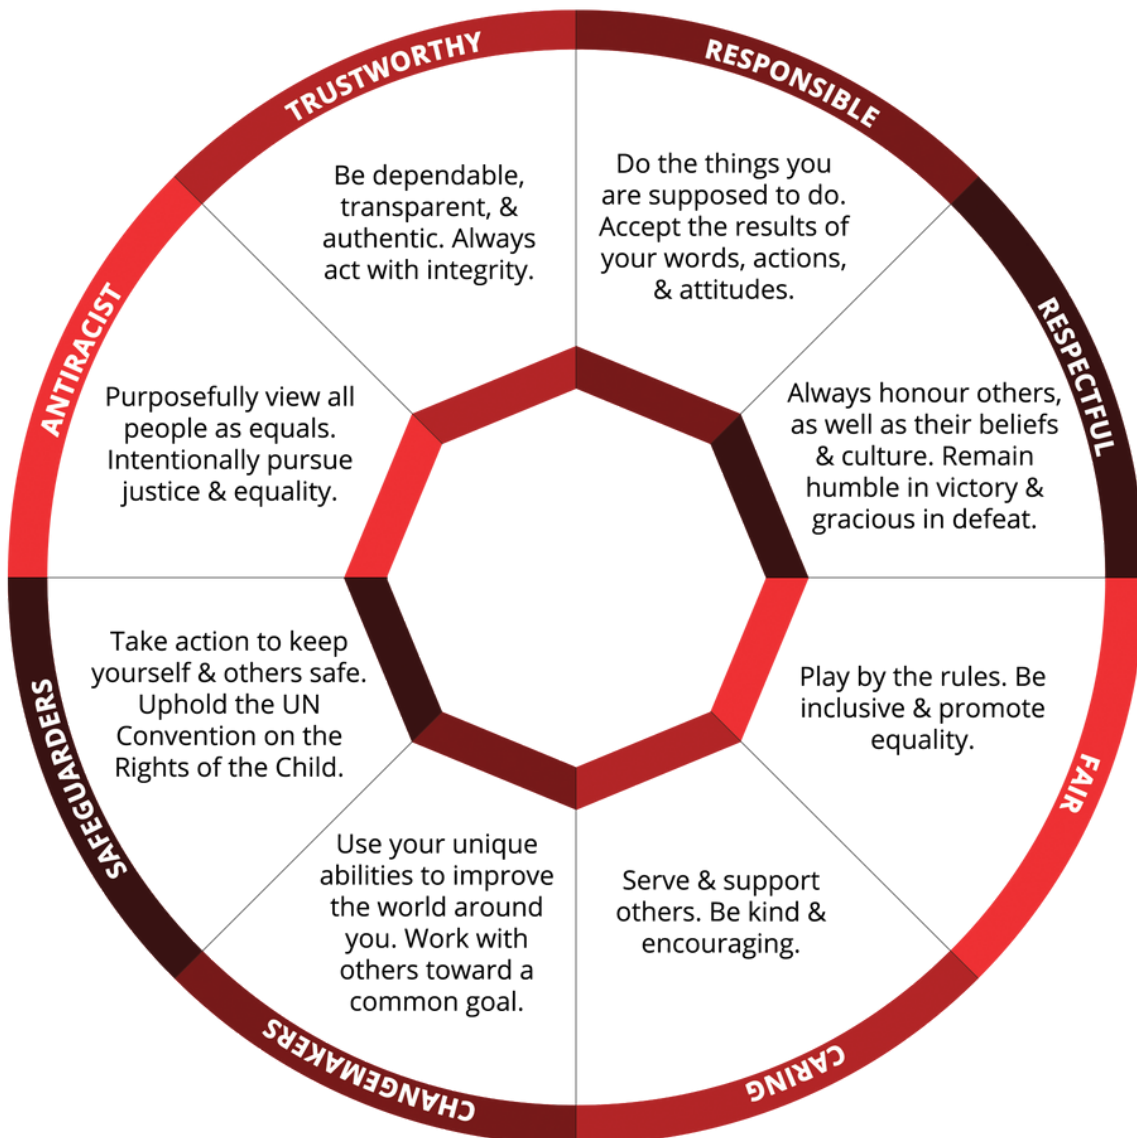 TRUSTWORTHY
Be dependable,
transparent, &
authentic. Always
act with integrity.
RESPONSIBLE
Do the things you
are supposed to do.
Accept the results of
your words, actions,
& attitudes.
RESPECTFUL
Always honour others,
as well as their beliefs
& culture. Remain
humble in victory &
gracious in defeat.
FAIR
Play by the rules. Be
inclusive & promote
equality.
CARING
Serve & support
others. Be kind &
encouraging.
CHANGEMAKERS
Use your unique
abilities to improve
the world around
you. Work with
others toward a
common goal.
SAFEGUARDERS
Take action to keep
yourself & others safe.
Uphold the UN
Convention on the
Rights of the Child.
ANTIRACIST
Purposefully view all
people as equals.
Intentionally pursue
justice & equality.